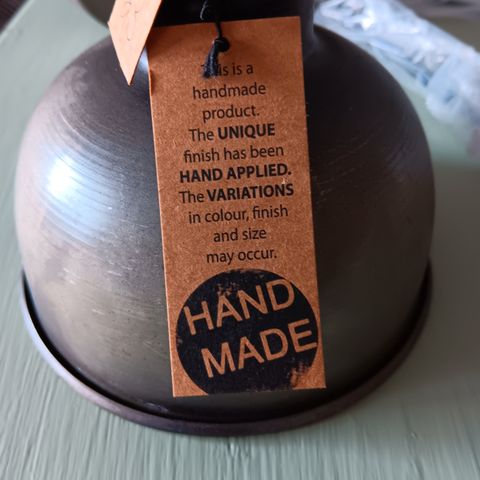 This is a
handmade
product.
The UNIQUE
finish has been
HAND APPLIED.
The VARIATIONS
in colour, finish
and size
may occur.
HAND
MADE